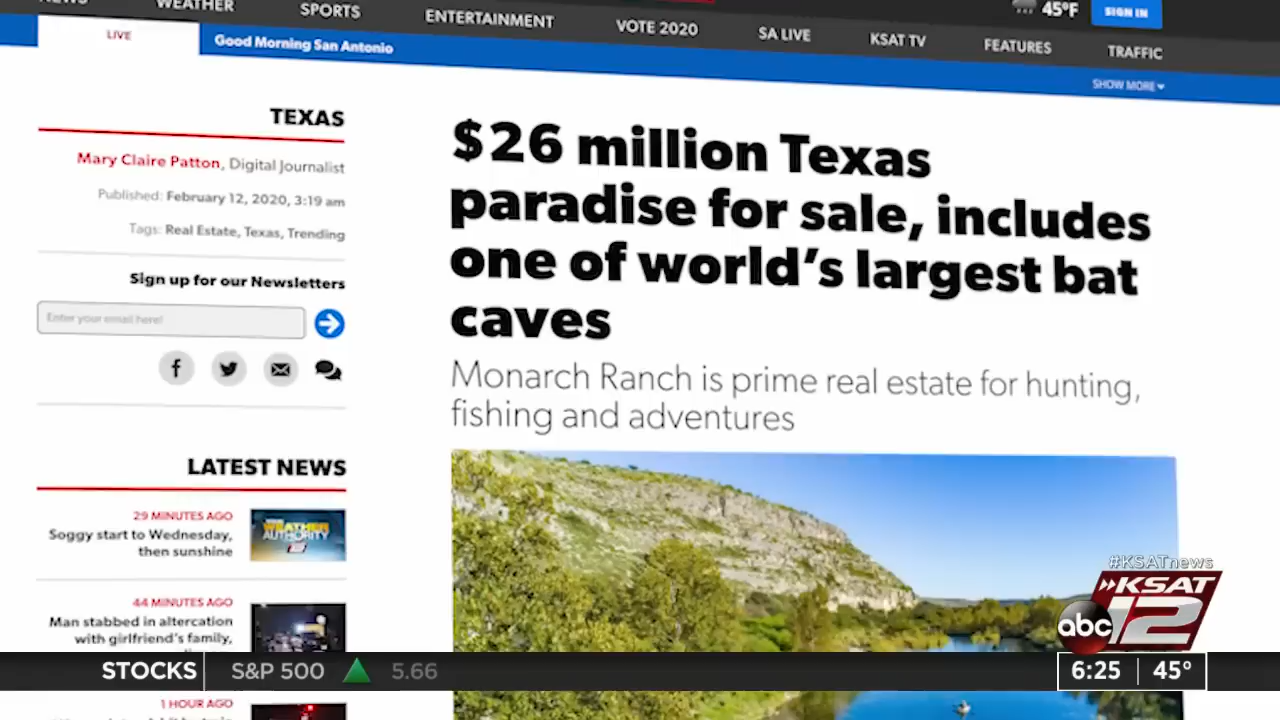 NEWS
WEATHER
SPORTS
ENTERTAINMENT
VOTE 2020
SA LIVE
KSAT TV
FEATURES
TRAFFIC
45°F
SIGN IN
LIVE
Good Morning San Antonio
SHOW MORE
TEXAS
Mary Claire Patton, Digital Journalist
Published: February 12, 2020, 3:19 am
Tags: Real Estate, Texas, Trending
Sign up for our Newsletters
Enter your email here!
LATEST NEWS
29 MINUTES AGO
Soggy start to Wednesday,
then sunshine
WEATHER
AUTHORITY
44 MINUTES AGO
Man stabbed in altercation
with girlfriend's family,
1 HOUR AGO
$26 million Texas
paradise for sale, includes
one of world's largest bat
caves
Monarch Ranch is prime real estate for hunting,
fishing and adventures
#KSATnews
KSAT
abc 12
STOCKS S&P 500 5.66
6:25 45°